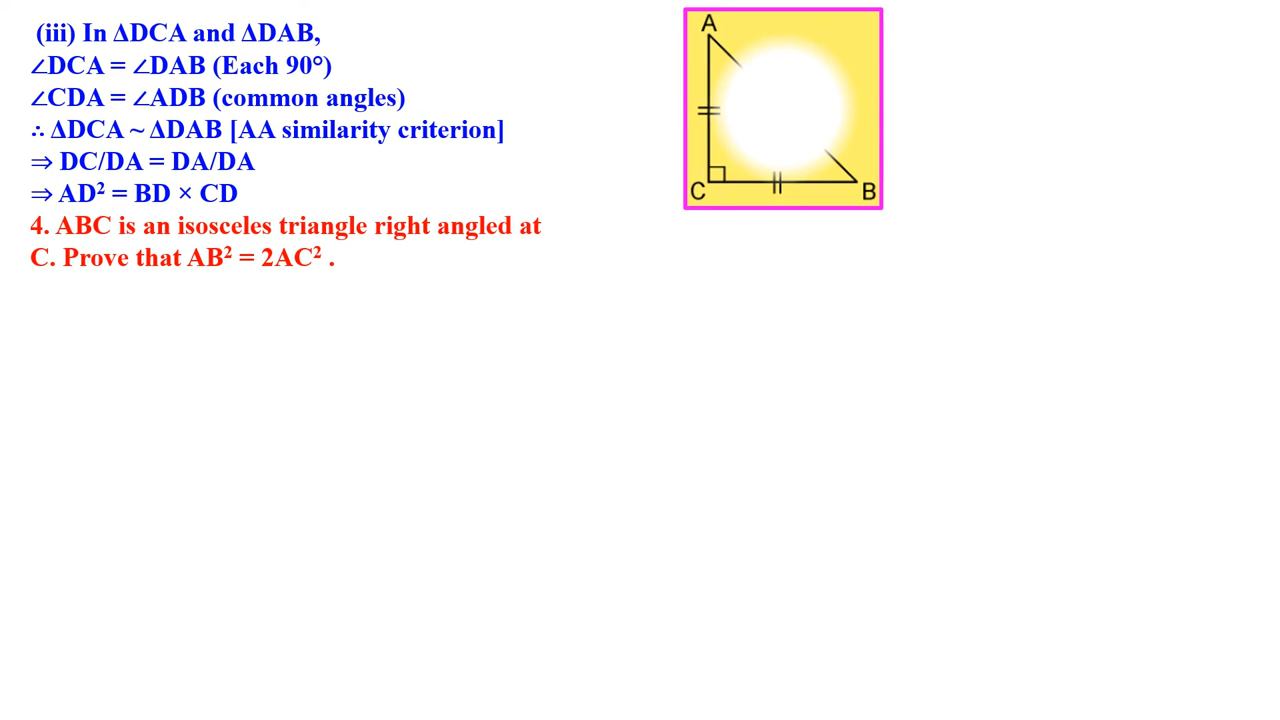 (iii) In ΔDCA and ΔDAB,
∠DCA = ∠DAB (Each 90°)
∠CDA = ∠ADB (common angles)
∴ ΔDCA ~ ΔDAB [AA similarity criterion]
⇒ DC/DA = DA/DA
⇒ AD² = BD × CD
4. ABC is an isosceles triangle right angled at
C. Prove that AB² = 2AC² .
A
C
B